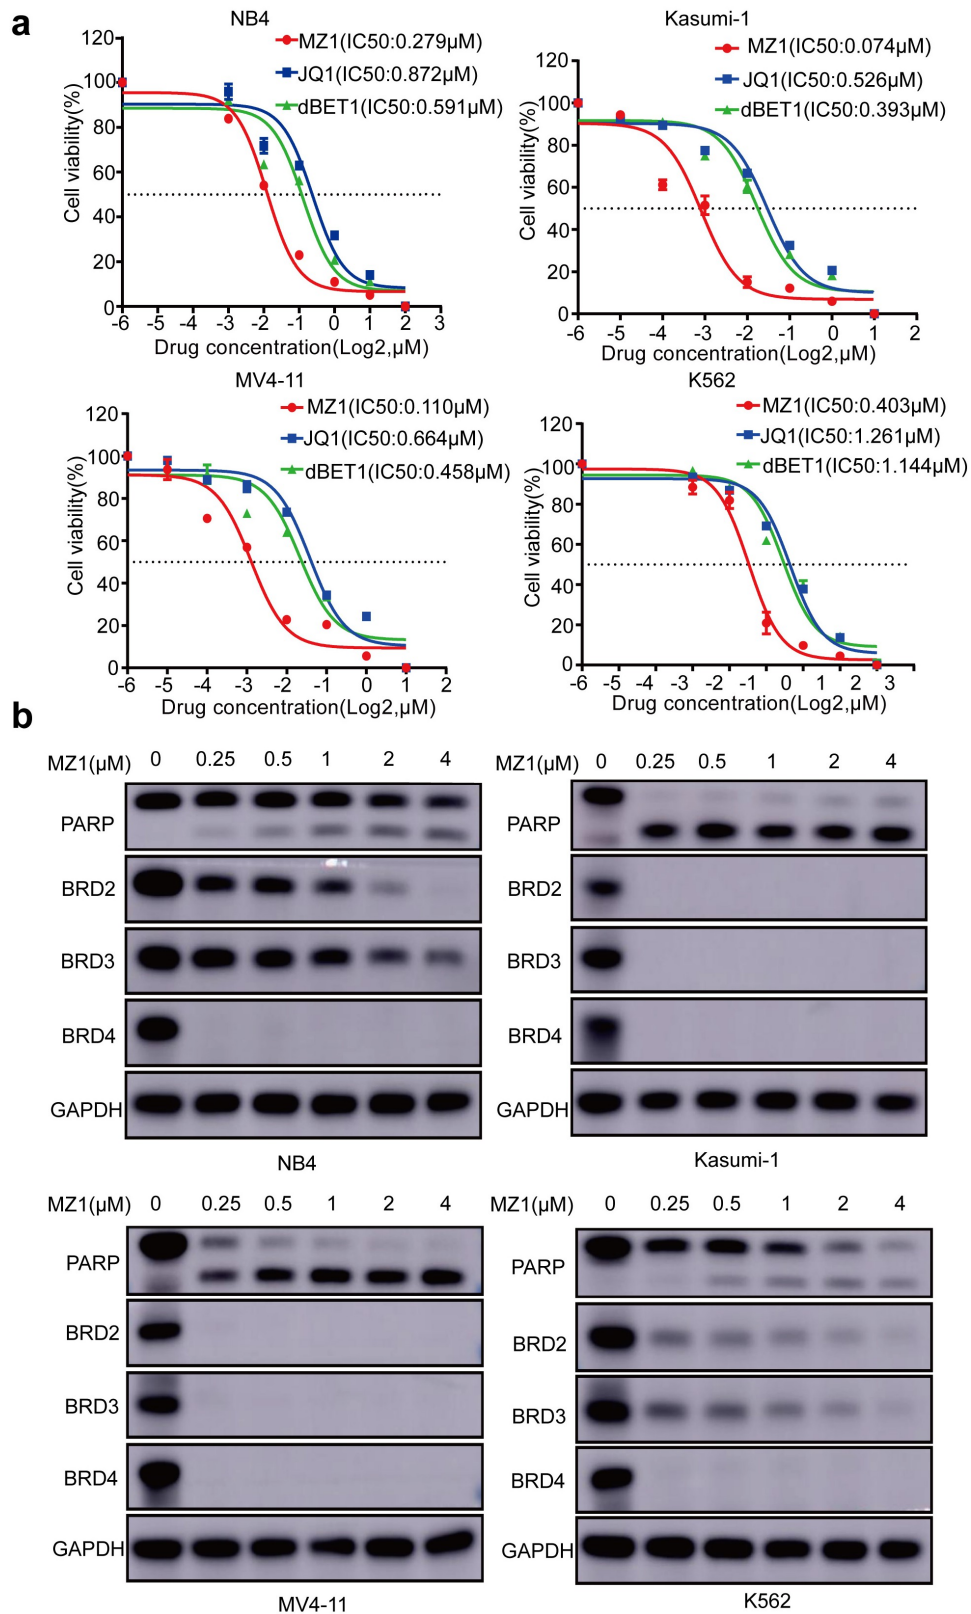 a
NB4
MZ1(IC50:0.279μM)
JQ1(IC50:0.872μM)
dBET1(IC50:0.591μM)
Cell viability(%)
120
100
80
60
40
20
0
-6 -5 -4 -3 -2 -1 0 1 2 3
Drug concentration(Log2,μM)
Kasumi-1
MZ1(IC50:0.074μM)
JQ1(IC50:0.526μM)
dBET1(IC50:0.393μM)
Cell viability(%)
120
100
80
60
40
20
0
-6 -5 -4 -3 -2 -1 0 1 2
Drug concentration(Log2,μM)
MV4-11
MZ1(IC50:0.110μM)
JQ1(IC50:0.664μM)
dBET1(IC50:0.458μM)
Cell viability(%)
120
100
80
60
40
20
0
-6 -5 -4 -3 -2 -1 0 1 2
Drug concentration(Log2,μM)
K562
MZ1(IC50:0.403μM)
JQ1(IC50:1.261μM)
dBET1(IC50:1.144μM)
Cell viability(%)
120
100
80
60
40
20
0
-6 -5 -4 -3 -2 -1 0 1 2 3
Drug concentration(Log2,μM)
b
MZ1(μM) 0 0.25 0.5 1 2 4
PARP
BRD2
BRD3
BRD4
GAPDH
NB4
MZ1(μM) 0 0.25 0.5 1 2 4
PARP
BRD2
BRD3
BRD4
GAPDH
Kasumi-1
MZ1(μM) 0 0.25 0.5 1 2 4
PARP
BRD2
BRD3
BRD4
GAPDH
MV4-11
MZ1(μM) 0 0.25 0.5 1 2 4
PARP
BRD2
BRD3
BRD4
GAPDH
K562